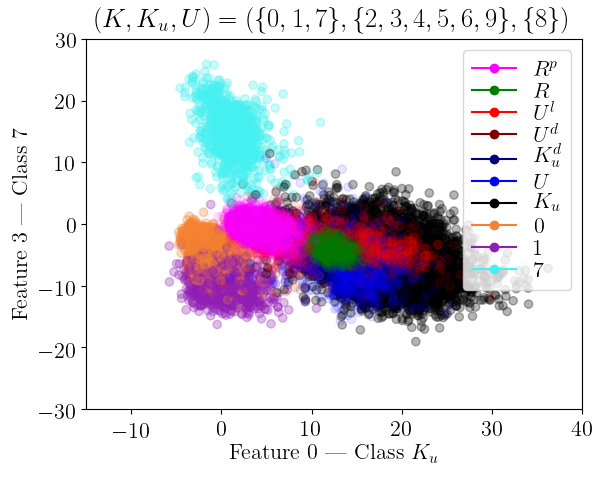 (K, K_u, U) = ({0, 1, 7}, {2, 3, 4, 5, 6, 9}, {8})
30
20
10
0
−10
−20
−30
Feature 3 — Class 7
R^p
R
U^l
U^d
K_u^d
U
K_u
0
1
7
−10
0
10
20
30
40
Feature 0 — Class K_u